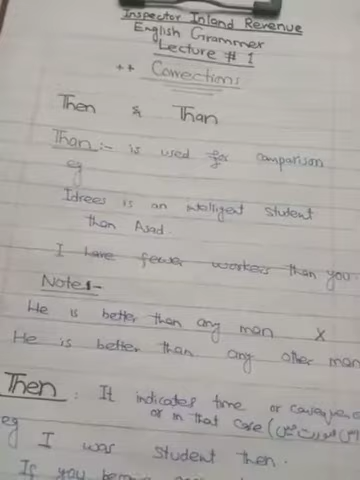 Inspector Inland Revenue
English Grammer
Lecture # 1
++ Corrections
Then & Than
Than :- is used for comparison
eg
Idrees is an intelligent student
than Asad.
I have fewer workers than you.
Note:-
He is better than any man X
He is better than any other man
Then : It indicates time or consequence
or in that case (
eg I was student then.
If you